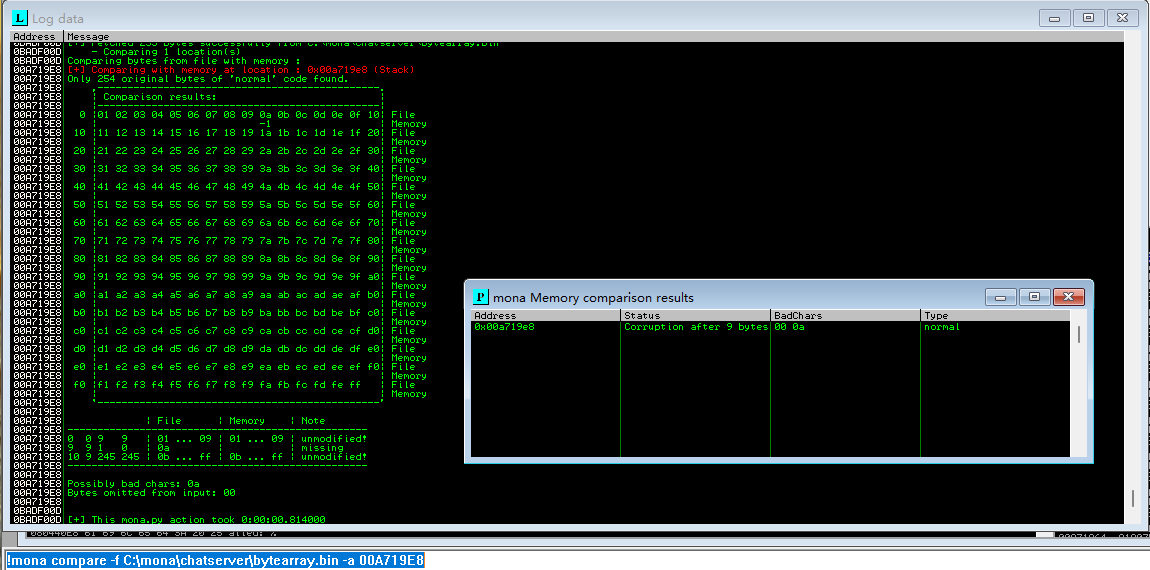 L Log data
Address Message
0BADF00D [+] Fetched 255 bytes successfully from C:\mona\chatserver\bytearray.bin
0BADF00D - Comparing 1 location(s)
0BADF00D Comparing bytes from file with memory :
00A719E8 [+] Comparing with memory at location : 0x00a719e8 (Stack)
00A719E8 Only 254 original bytes of 'normal' code found.
00A719E8
00A719E8 | Comparison results:
00A719E8
00A719E8 0 |01 02 03 04 05 06 07 08 09 0a 0b 0c 0d 0e 0f 10| File
00A719E8 | -1 | Memory
00A719E8 10 |11 12 13 14 15 16 17 18 19 1a 1b 1c 1d 1e 1f 20| File
00A719E8 | | Memory
00A719E8 20 |21 22 23 24 25 26 27 28 29 2a 2b 2c 2d 2e 2f 30| File
00A719E8 | | Memory
00A719E8 30 |31 32 33 34 35 36 37 38 39 3a 3b 3c 3d 3e 3f 40| File
00A719E8 | | Memory
00A719E8 40 |41 42 43 44 45 46 47 48 49 4a 4b 4c 4d 4e 4f 50| File
00A719E8 | | Memory
00A719E8 50 |51 52 53 54 55 56 57 58 59 5a 5b 5c 5d 5e 5f 60| File
00A719E8 | | Memory
00A719E8 60 |61 62 63 64 65 66 67 68 69 6a 6b 6c 6d 6e 6f 70| File
00A719E8 | | Memory
00A719E8 70 |71 72 73 74 75 76 77 78 79 7a 7b 7c 7d 7e 7f 80| File
00A719E8 | | Memory
00A719E8 80 |81 82 83 84 85 86 87 88 89 8a 8b 8c 8d 8e 8f 90| File
00A719E8 | | Memory
00A719E8 90 |91 92 93 94 95 96 97 98 99 9a 9b 9c 9d 9e 9f a0| File
00A719E8 | | Memory
00A719E8 a0 |a1 a2 a3 a4 a5 a6 a7 a8 a9 aa ab ac ad ae af b0| File
00A719E8 | | Memory
00A719E8 b0 |b1 b2 b3 b4 b5 b6 b7 b8 b9 ba bb bc bd be bf c0| File
00A719E8 | | Memory
00A719E8 c0 |c1 c2 c3 c4 c5 c6 c7 c8 c9 ca cb cc cd ce cf d0| File
00A719E8 | | Memory
00A719E8 d0 |d1 d2 d3 d4 d5 d6 d7 d8 d9 da db dc dd de df e0| File
00A719E8 | | Memory
00A719E8 e0 |e1 e2 e3 e4 e5 e6 e7 e8 e9 ea eb ec ed ee ef f0| File
00A719E8 | | Memory
00A719E8 f0 |f1 f2 f3 f4 f5 f6 f7 f8 f9 fa fb fc fd fe ff | File
00A719E8 | | Memory
00A719E8
00A719E8
00A719E8 | File | Memory | Note
00A719E8
00A719E8 0 0 9 9 | 01 ... 09 | 01 ... 09 | unmodified!
00A719E8 9 9 1 0 | 0a | | missing
00A719E8 10 9 245 245 | 0b ... ff | 0b ... ff | unmodified!
00A719E8
00A719E8
00A719E8 Possibly bad chars: 0a
00A719E8 Bytes omitted from input: 00
00A719E8
0BADF00D
0BADF00D [+] This mona.py action took 0:00:00.814000
P mona Memory comparison results
Address Status BadChars Type
0x00a719e8 Corruption after 9 bytes 00 0a normal
!mona compare -f C:\mona\chatserver\bytearray.bin -a 00A719E8